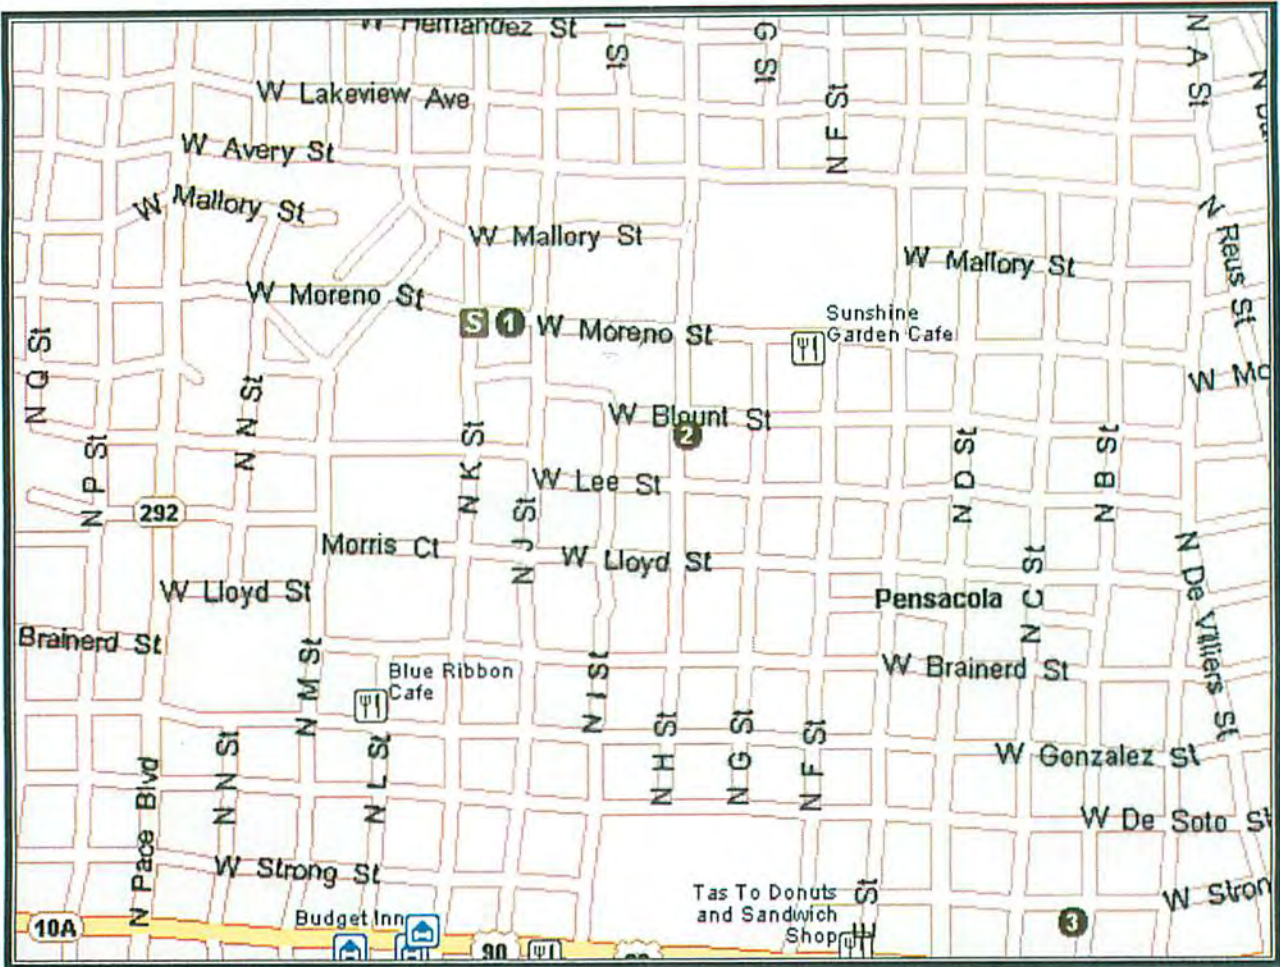 W Hernandez St
I St
G St
N F St
N A St
W Lakeview Ave
W Avery St
W Mallory St
W Mallory St
W Mallory St
N Reus St
W Moreno St
S
1
W Moreno St
Sunshine
Garden Cafe
N Q St
N N St
W Blount St
2
N P St
N K St
N D St
N B St
W Lee St
292
N J St
Morris Ct
W Lloyd St
W Lloyd St
Pensacola
N C St
N De Villiers St
Brainerd St
N M St
Blue Ribbon
Cafe
N I St
W Brainerd St
N N St
N L St
N H St
N G St
N F St
W Gonzalez St
N Pace Blvd
W De Soto St
W Strong St
W Stron
Tas To Donuts
and Sandwich
Shop
E St
3
10A
Budget Inn
90